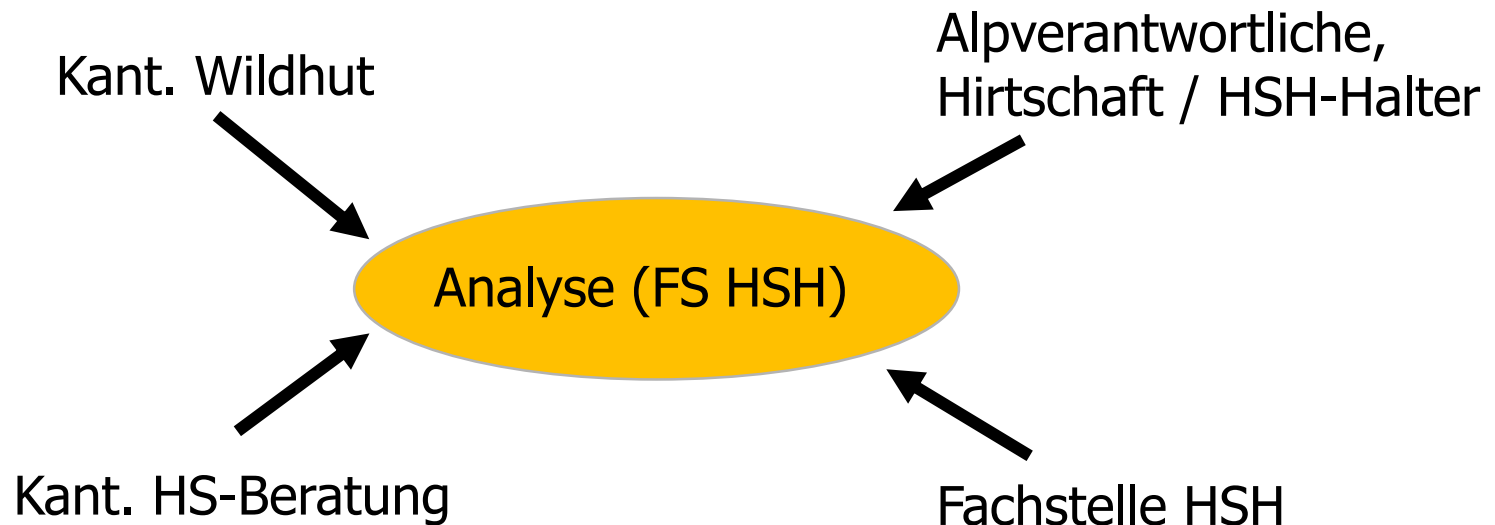 Kant. Wildhut
Alpverantwortliche,
Hirtschaft / HSH-Halter
Analyse (FS HSH)
Kant. HS-Beratung
Fachstelle HSH